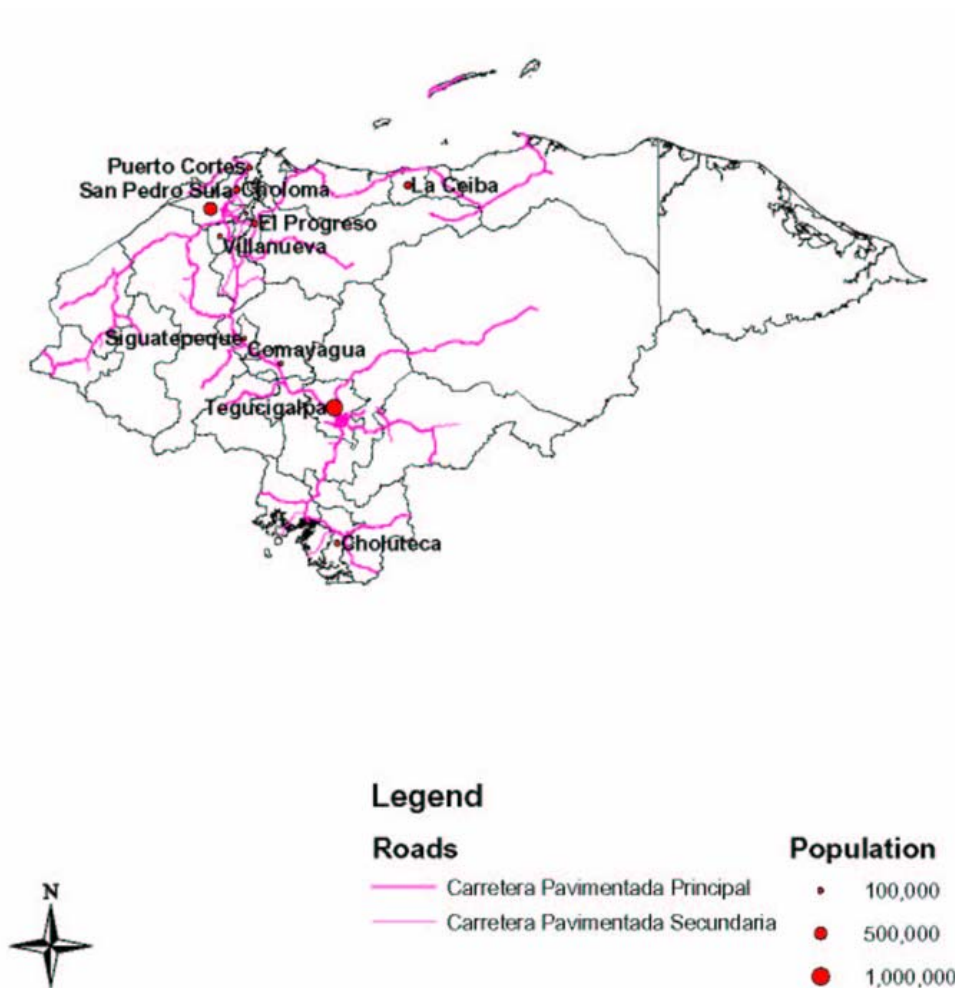 Puerto Cortes
San Pedro Sula Choloma
La Ceiba
El Progreso
Villanueva
Siguatepeque
Comayagua
Tegucigalpa
Choluteca
Legend
Roads
Carretera Pavimentada Principal
Carretera Pavimentada Secundaria
Population
100,000
500,000
1,000,000
N